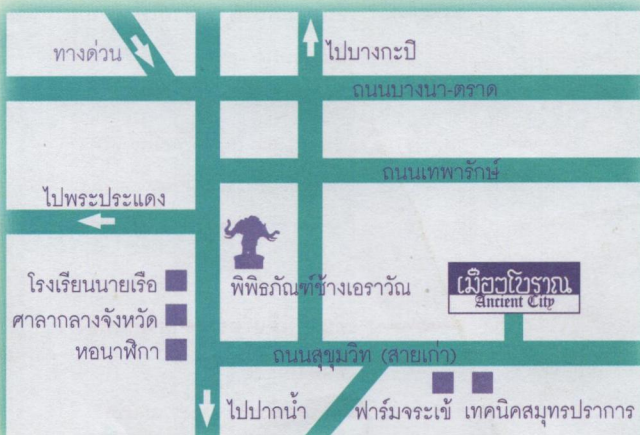 ทางด่วน
ไปบางกะปิ
ถนนบางนา-ตราด
ถนนเทพารักษ์
ไปพระประแดง
โรงเรียนนายเรือ
พิพิธภัณฑ์ช้างเอราวัณ
เมืองโบราณ
Ancient City
ศาลากลางจังหวัด
หอนาฬิกา
ถนนสุขุมวิท (สายเก่า)
ไปปากน้ำ
ฟาร์มจระเข้
เทคนิคสมุทรปราการ